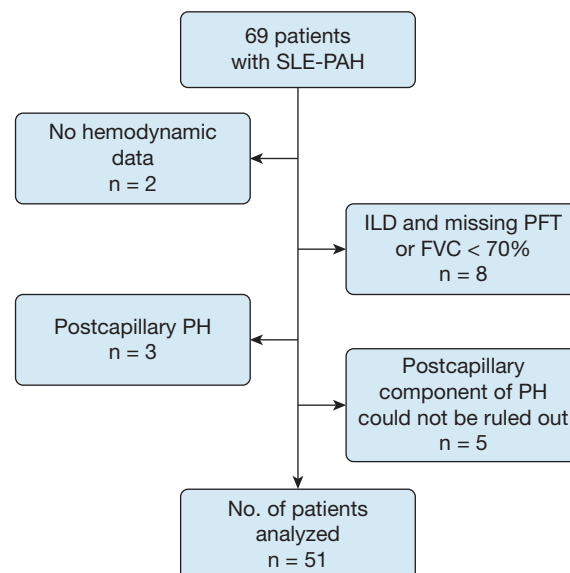 69 patients
with SLE-PAH
No hemodynamic
data
n = 2
ILD and missing PFT
or FVC < 70%
n = 8
Postcapillary PH
n = 3
Postcapillary
component of PH
could not be ruled out
n = 5
No. of patients
analyzed
n = 51